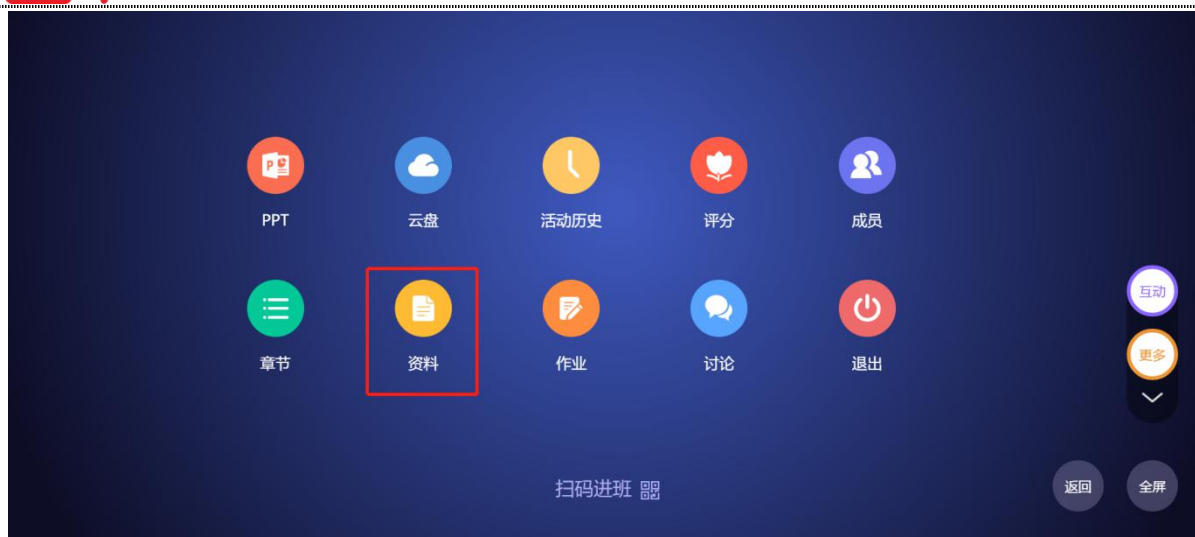 PPT
云盘
活动历史
评分
成员
章节
资料
作业
讨论
退出
互动
更多
扫码进班
返回
全屏